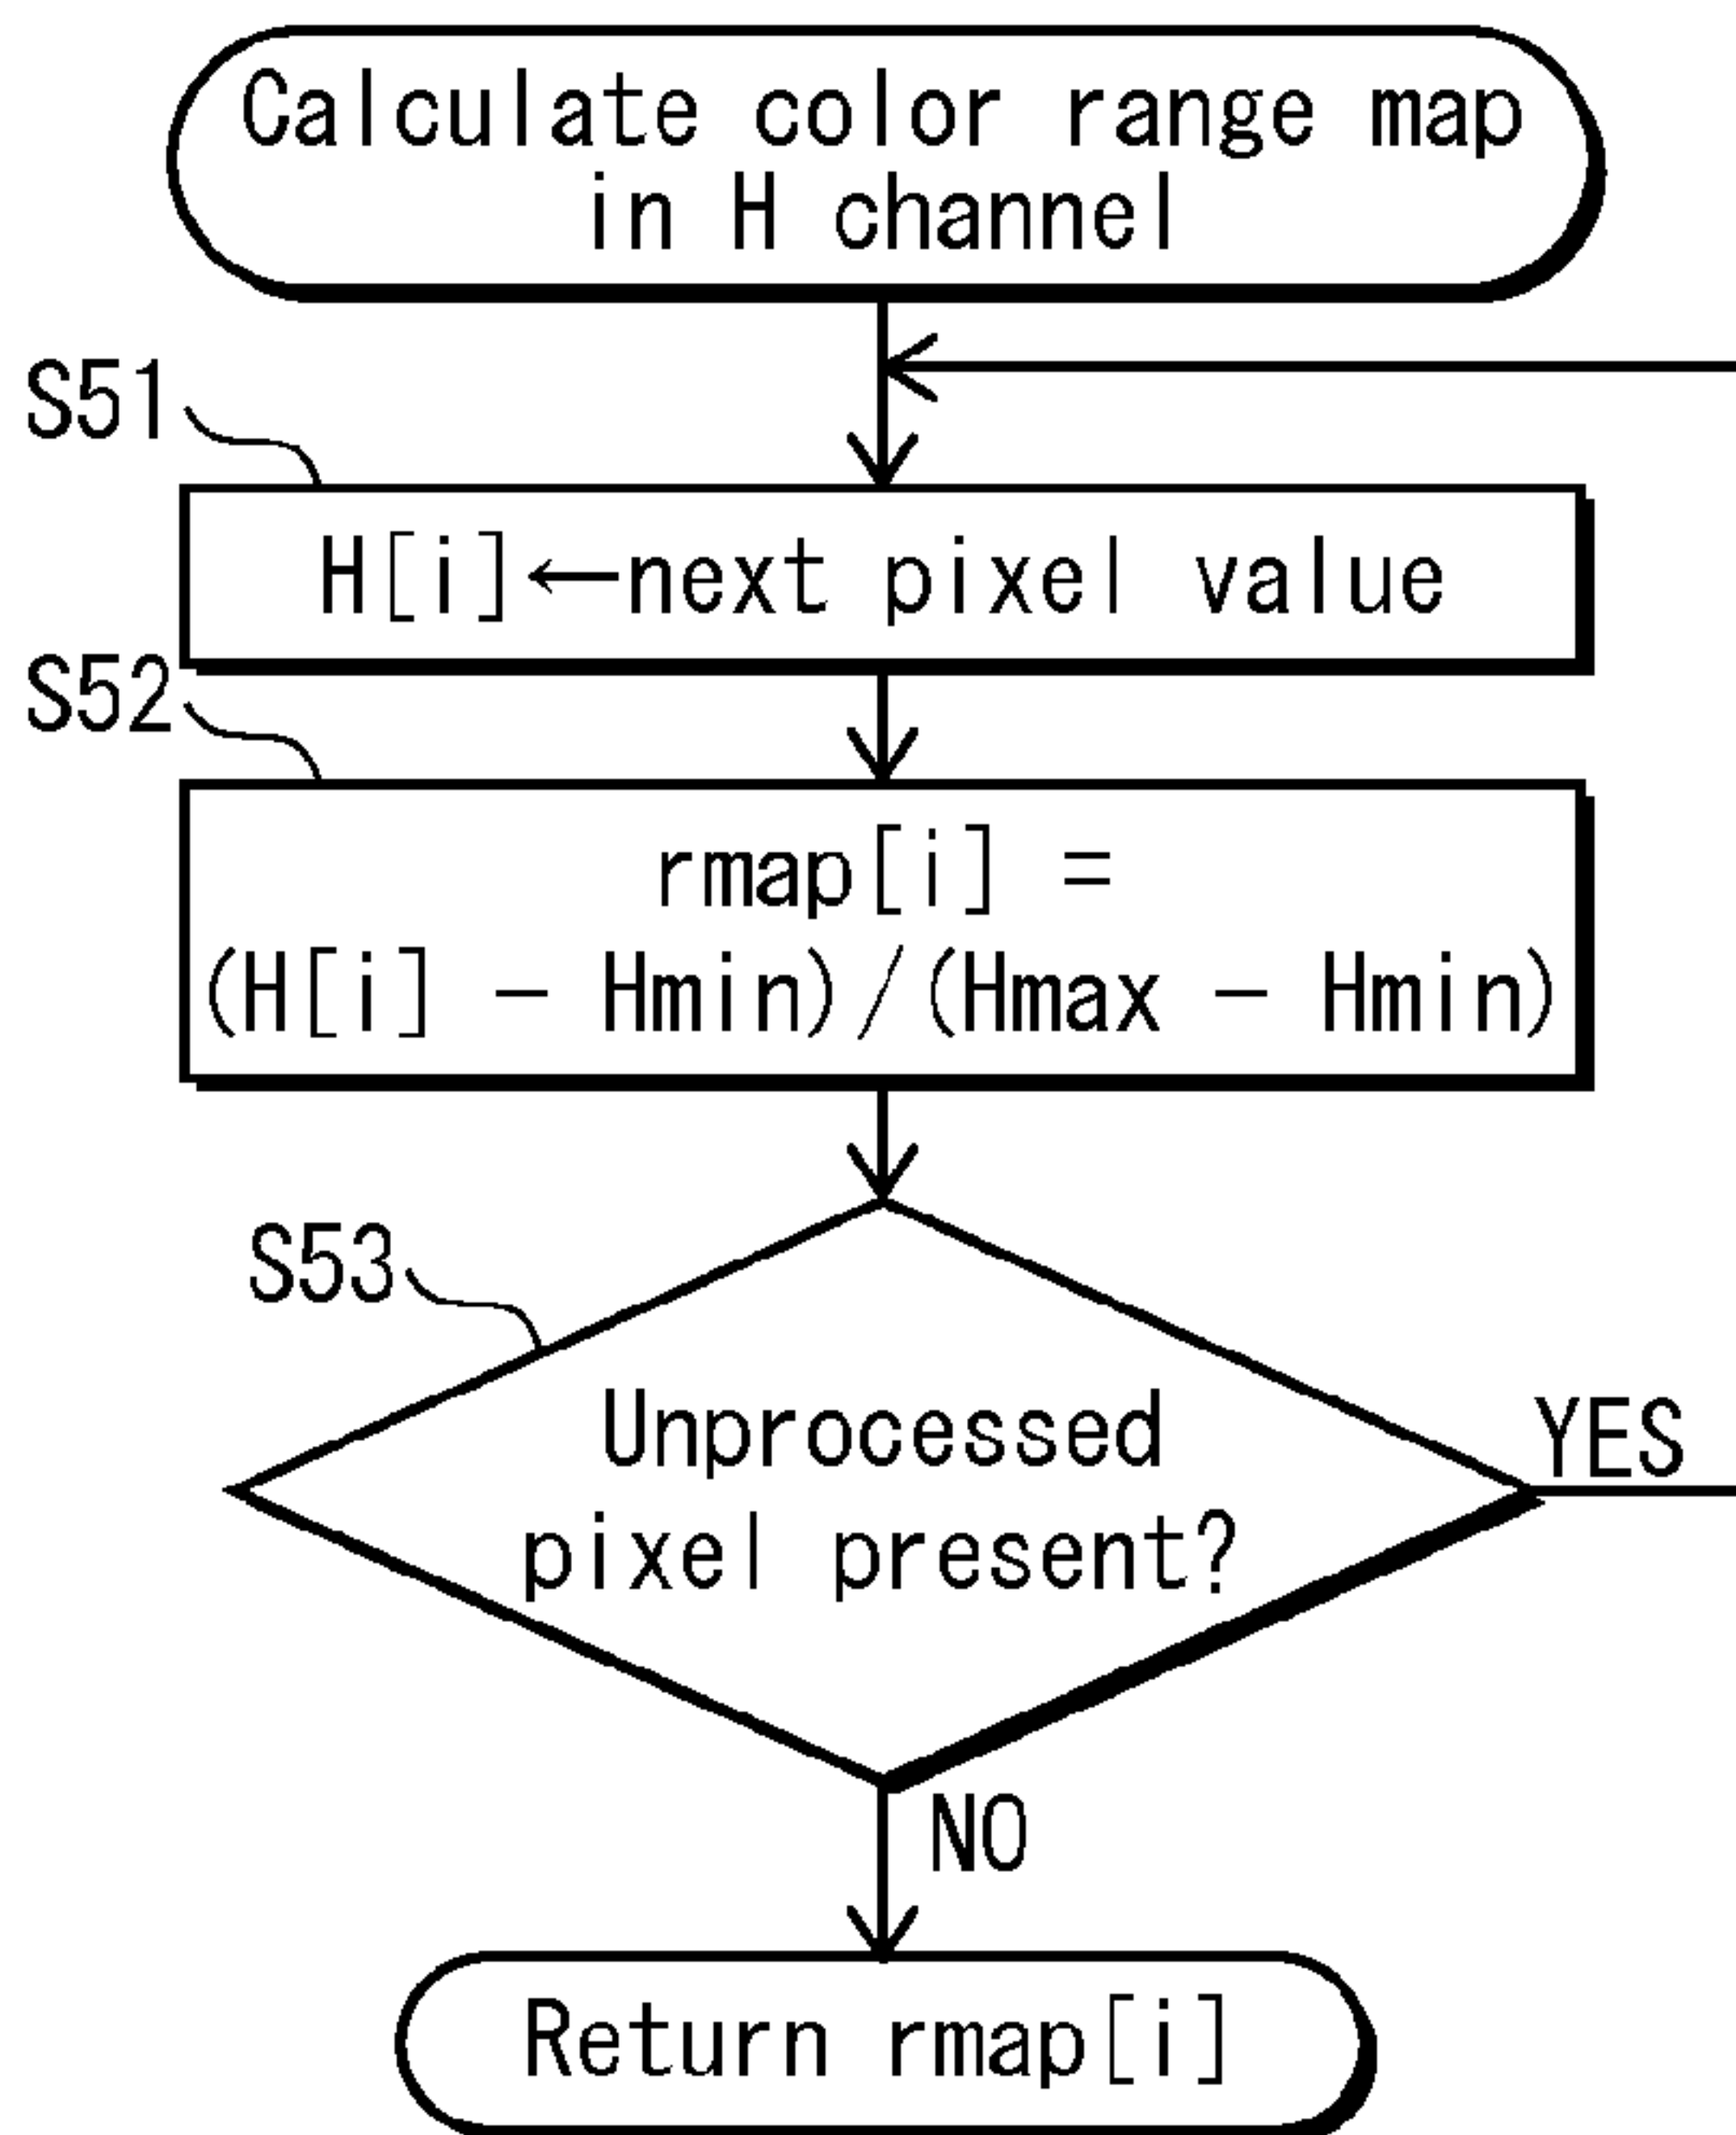 Calculate color range map
in H channel
S51
H[i]←next pixel value
S52
rmap[i] =
(H[i] - Hmin)/(Hmax - Hmin)
S53
Unprocessed
pixel present?
YES
NO
Return rmap[i]